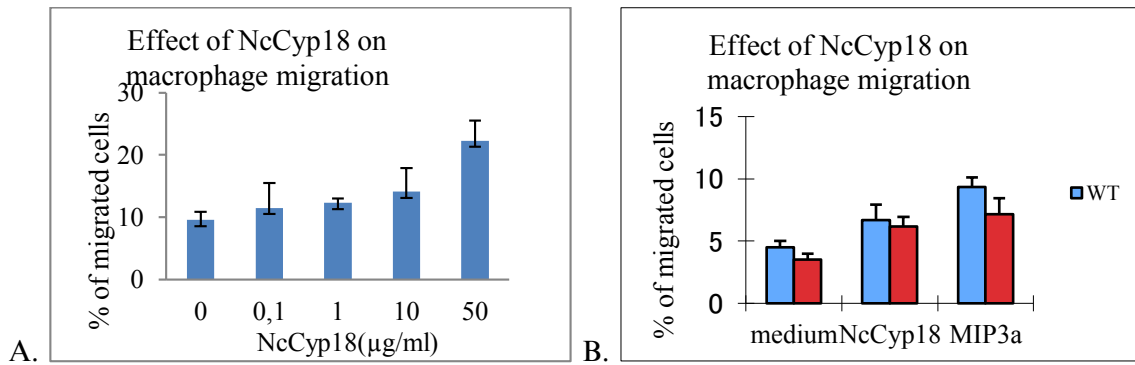 Effect of NcCyp18 on
macrophage migration
% of migrated cells
30
20
10
0
0 0,1 1 10 50
NcCyp18(µg/ml)
A.
Effect of NcCyp18 on
macrophage migration
% of migrated cells
15
10
5
0
medium NcCyp18 MIP3a
WT
B.